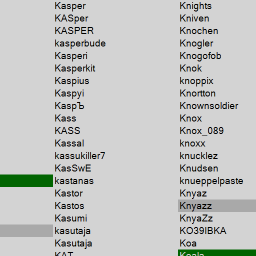 Kasper
KASper
KASPER
kasperbude
Kasperi
Kasperkit
Kaspius
Kaspyi
KaspЪ
Kass
KASS
Kassal
kassukiller7
KasSwE
kastanas
Kastor
Kastos
Kasumi
kasutaja
Kasutaja
KAT
Knights
Kniven
Knochen
Knogler
Knogofob
Knok
knoppix
Knortton
Knownsoldier
Knox
Knox_089
knoxx
knucklez
Knudsen
knueppelpaste
Knyaz
Knyazz
KnyaZz
KO39IBKA
Koa
Koala